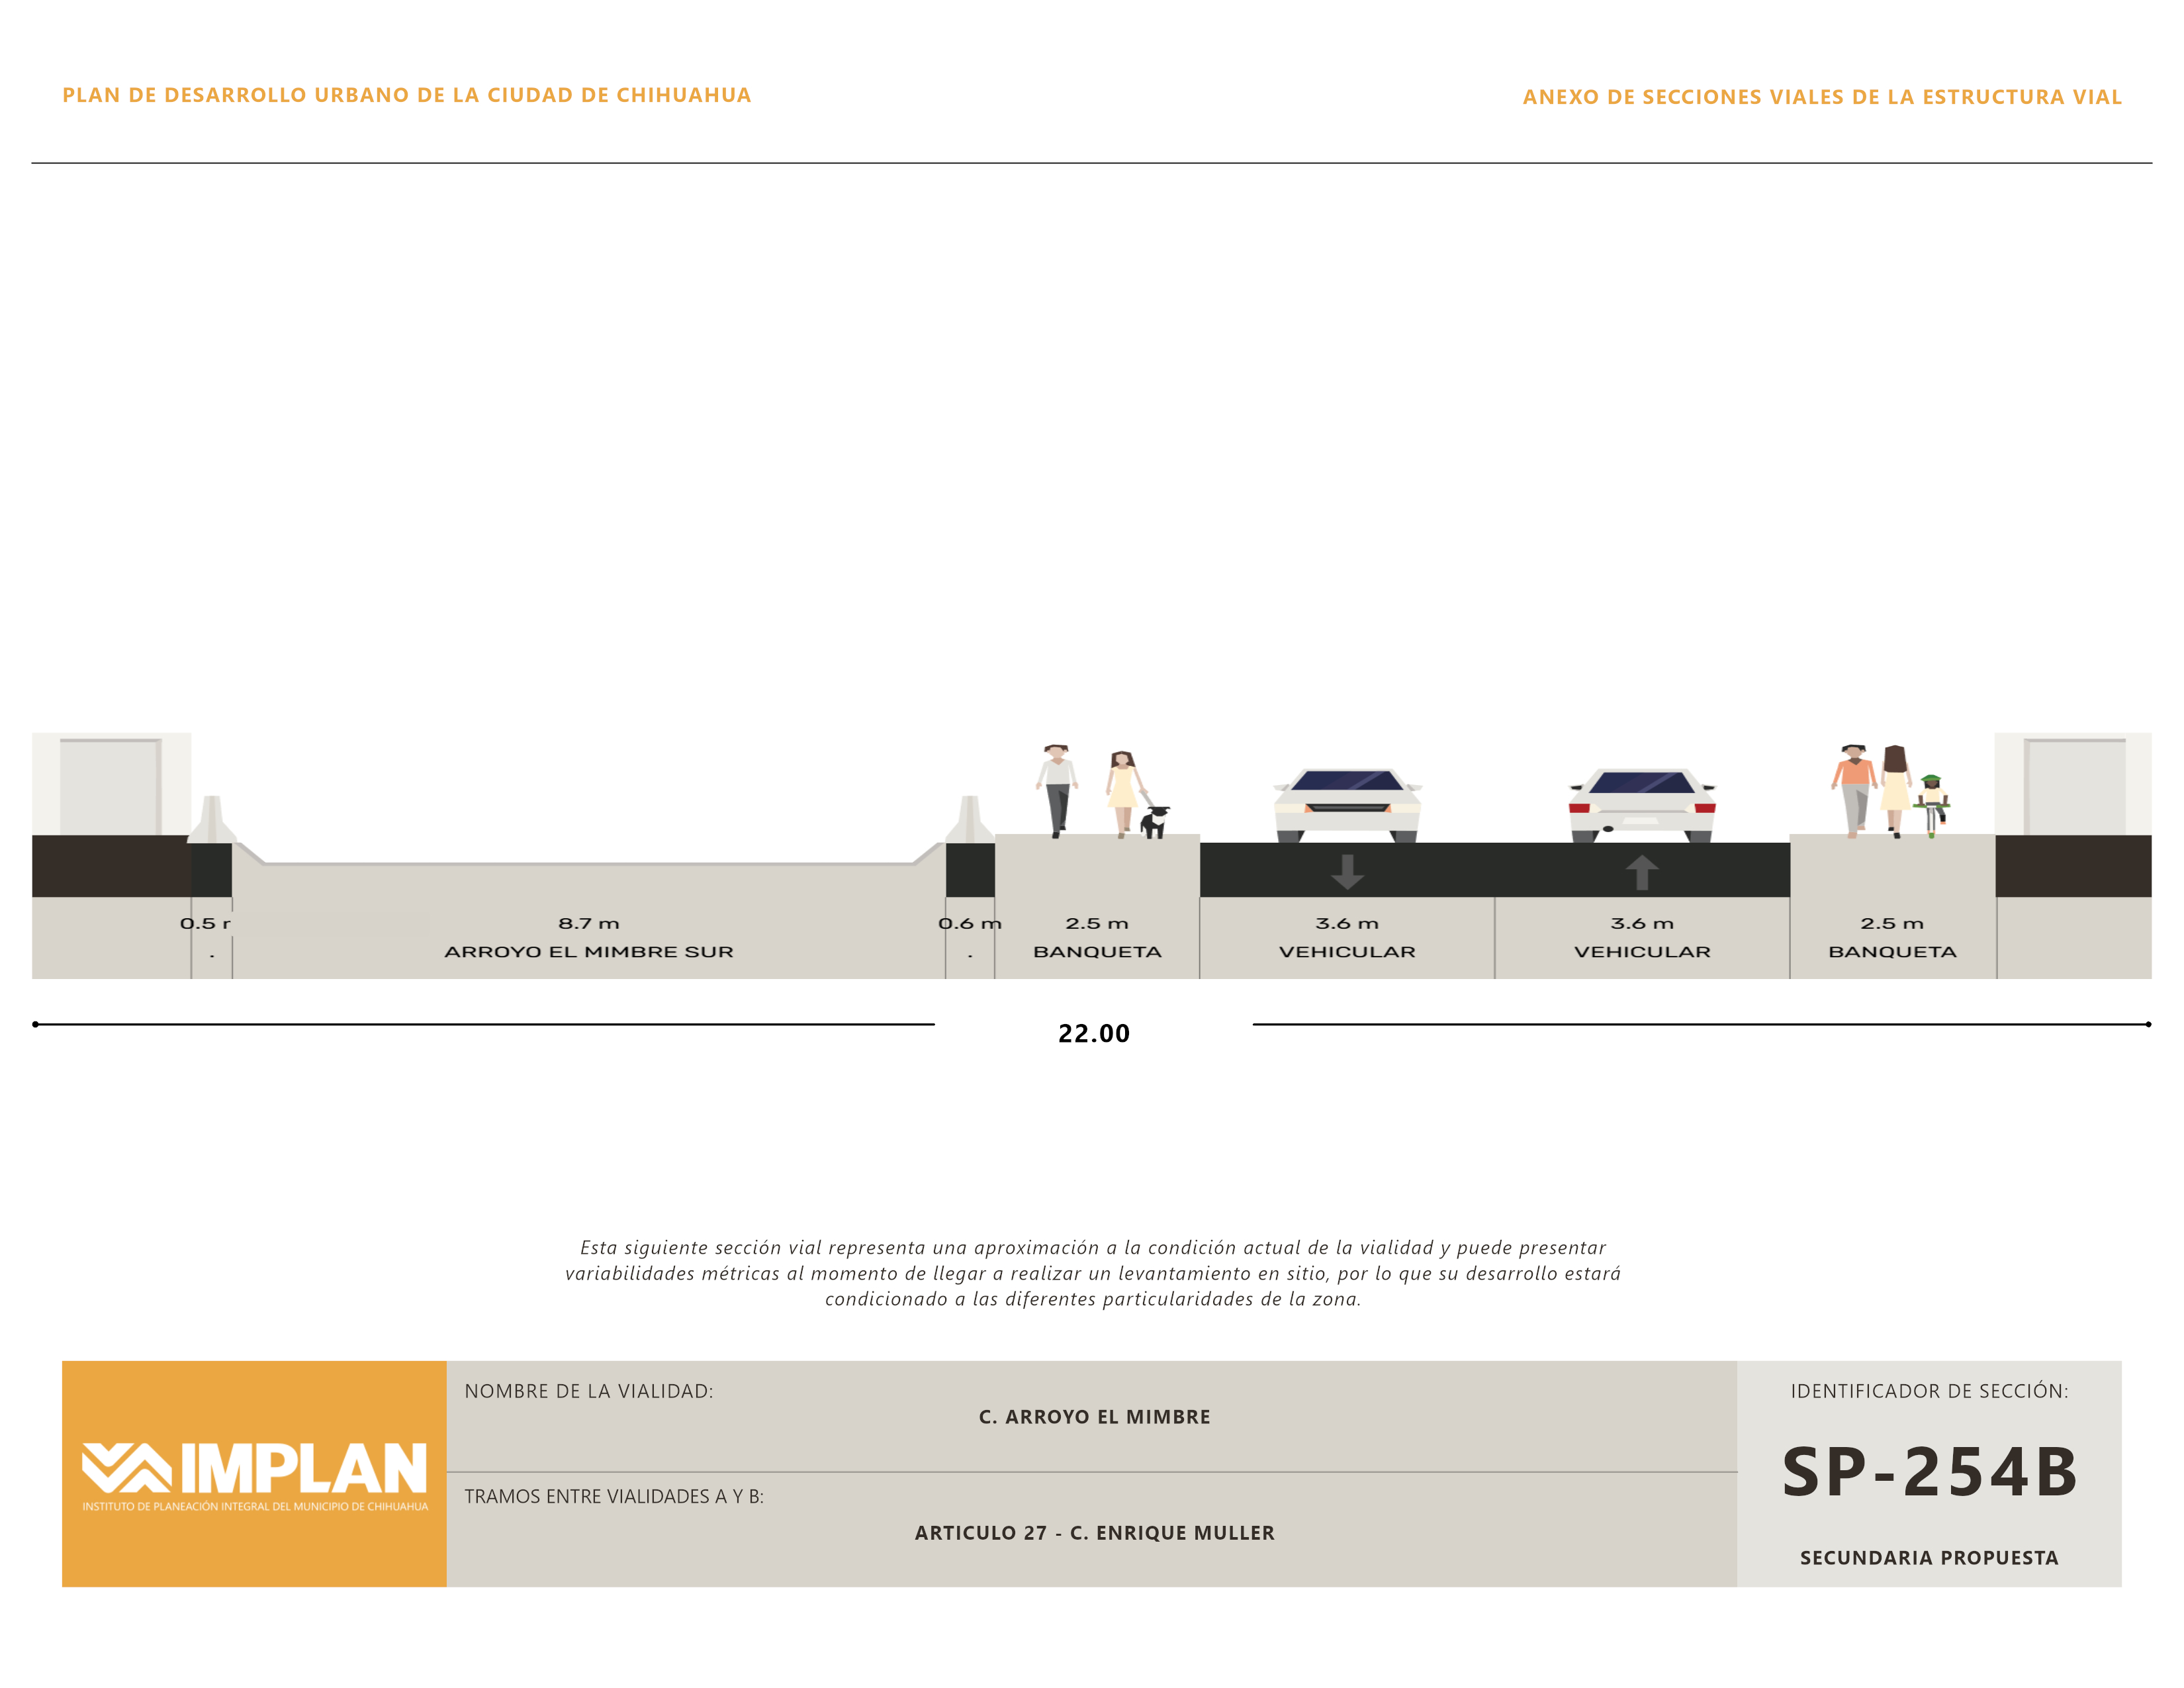 PLAN DE DESARROLLO URBANO DE LA CIUDAD DE CHIHUAHUA
ANEXO DE SECCIONES VIALES DE LA ESTRUCTURA VIAL
0.5 8.7 m 0.6 m 2.5 m 3.6 m 3.6 m 2.5 m
. ARROYO EL MIMBRE SUR . BANQUETA VEHICULAR VEHICULAR BANQUETA
22.00
Esta siguiente sección vial representa una aproximación a la condición actual de la vialidad y puede presentar
variabilidades métricas al momento de llegar a realizar un levantamiento en sitio, por lo que su desarrollo estará
condicionado a las diferentes particularidades de la zona.
IMPLAN
INSTITUTO DE PLANEACIÓN INTEGRAL DEL MUNICIPIO DE CHIHUAHUA
NOMBRE DE LA VIALIDAD:
C. ARROYO EL MIMBRE
TRAMOS ENTRE VIALIDADES A Y B:
ARTICULO 27 - C. ENRIQUE MULLER
IDENTIFICADOR DE SECCIÓN:
SP-254B
SECUNDARIA PROPUESTA